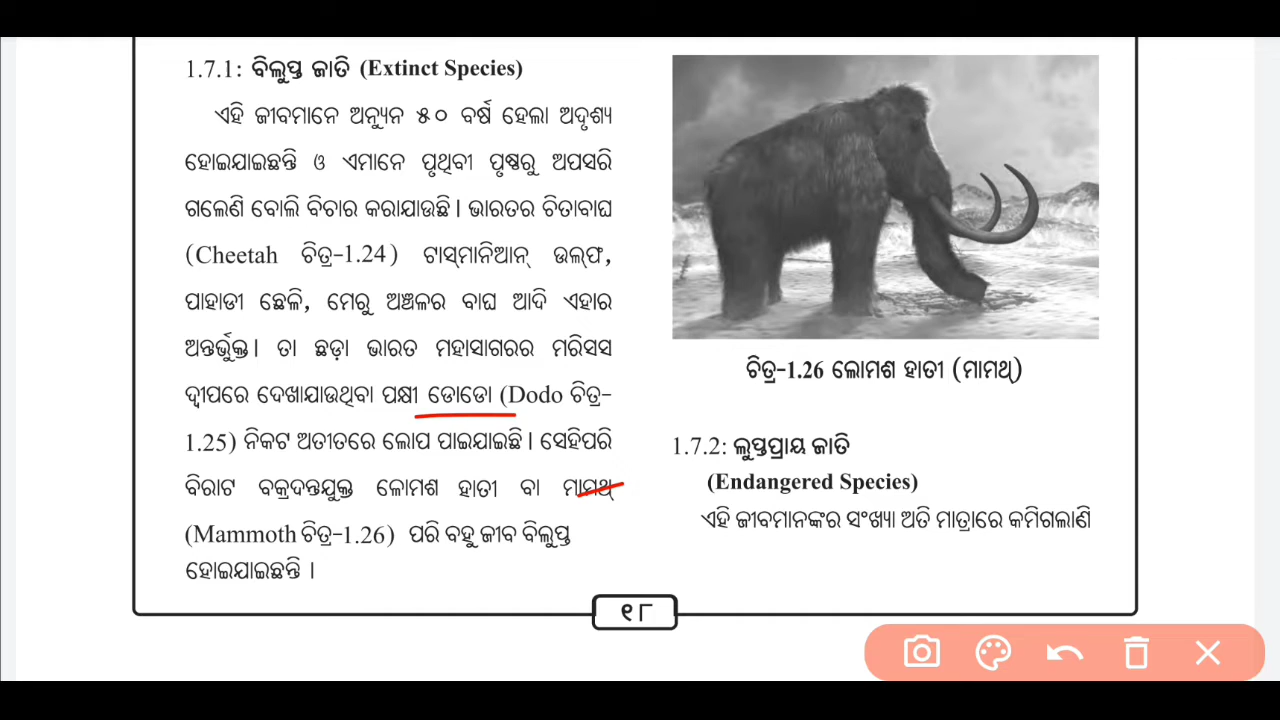 1.7.1: ବିଲୁପ୍ତ ଜାତି (Extinct Species)
ଏହି ଜୀବମାନେ ଅନ୍ୟୁନ ୫୦ ବର୍ଷ ହେଲା ଅଦୃଶ୍ୟ
ହୋଇଯାଇଛନ୍ତି ଓ ଏମାନେ ପୃଥିବୀ ପୃଷ୍ଠରୁ ଅପସରି
ଗଲେଣି ବୋଲି ବିଚାର କରାଯାଉଛି । ଭାରତର ଚିତାବାଘ
(Cheetah ଚିତ୍ର-1.24) ଟାସ୍ମାନିଆନ୍ ଉଲ୍ଫ,
ପାହାଡୀ ଛେଳି, ମେରୁ ଅଞ୍ଚଳର ବାଘ ଆଦି ଏହାର
ଅନ୍ତର୍ଭୁକ୍ତ । ତା ଛଡ଼ା ଭାରତ ମହାସାଗରର ମରିସସ
ଦ୍ୱୀପରେ ଦେଖାଯାଉଥିବା ପକ୍ଷୀ ଡୋଡୋ (Dodo ଚିତ୍ର-
1.25) ନିକଟ ଅତୀତରେ ଲୋପ ପାଇଯାଇଛି । ସେହିପରି
ବିରାଟ ବକ୍ରଦନ୍ତଯୁକ୍ତ ଳୋମଶ ହାତୀ ବା ମାମଥ୍
(Mammoth ଚିତ୍ର-1.26) ପରି ବହୁ ଜୀବ ବିଲୁପ୍ତ
ହୋଇଯାଇଛନ୍ତି ।
ଚିତ୍ର-1.26 ଲୋମଶ ହାତୀ (ମାମଥ୍)
1.7.2: ଲୁପ୍ତପ୍ରାୟ ଜାତି
(Endangered Species)
ଏହି ଜୀବମାନଙ୍କର ସଂଖ୍ୟା ଅତି ମାତ୍ରାରେ କମିଗଲାଣି
୧୮